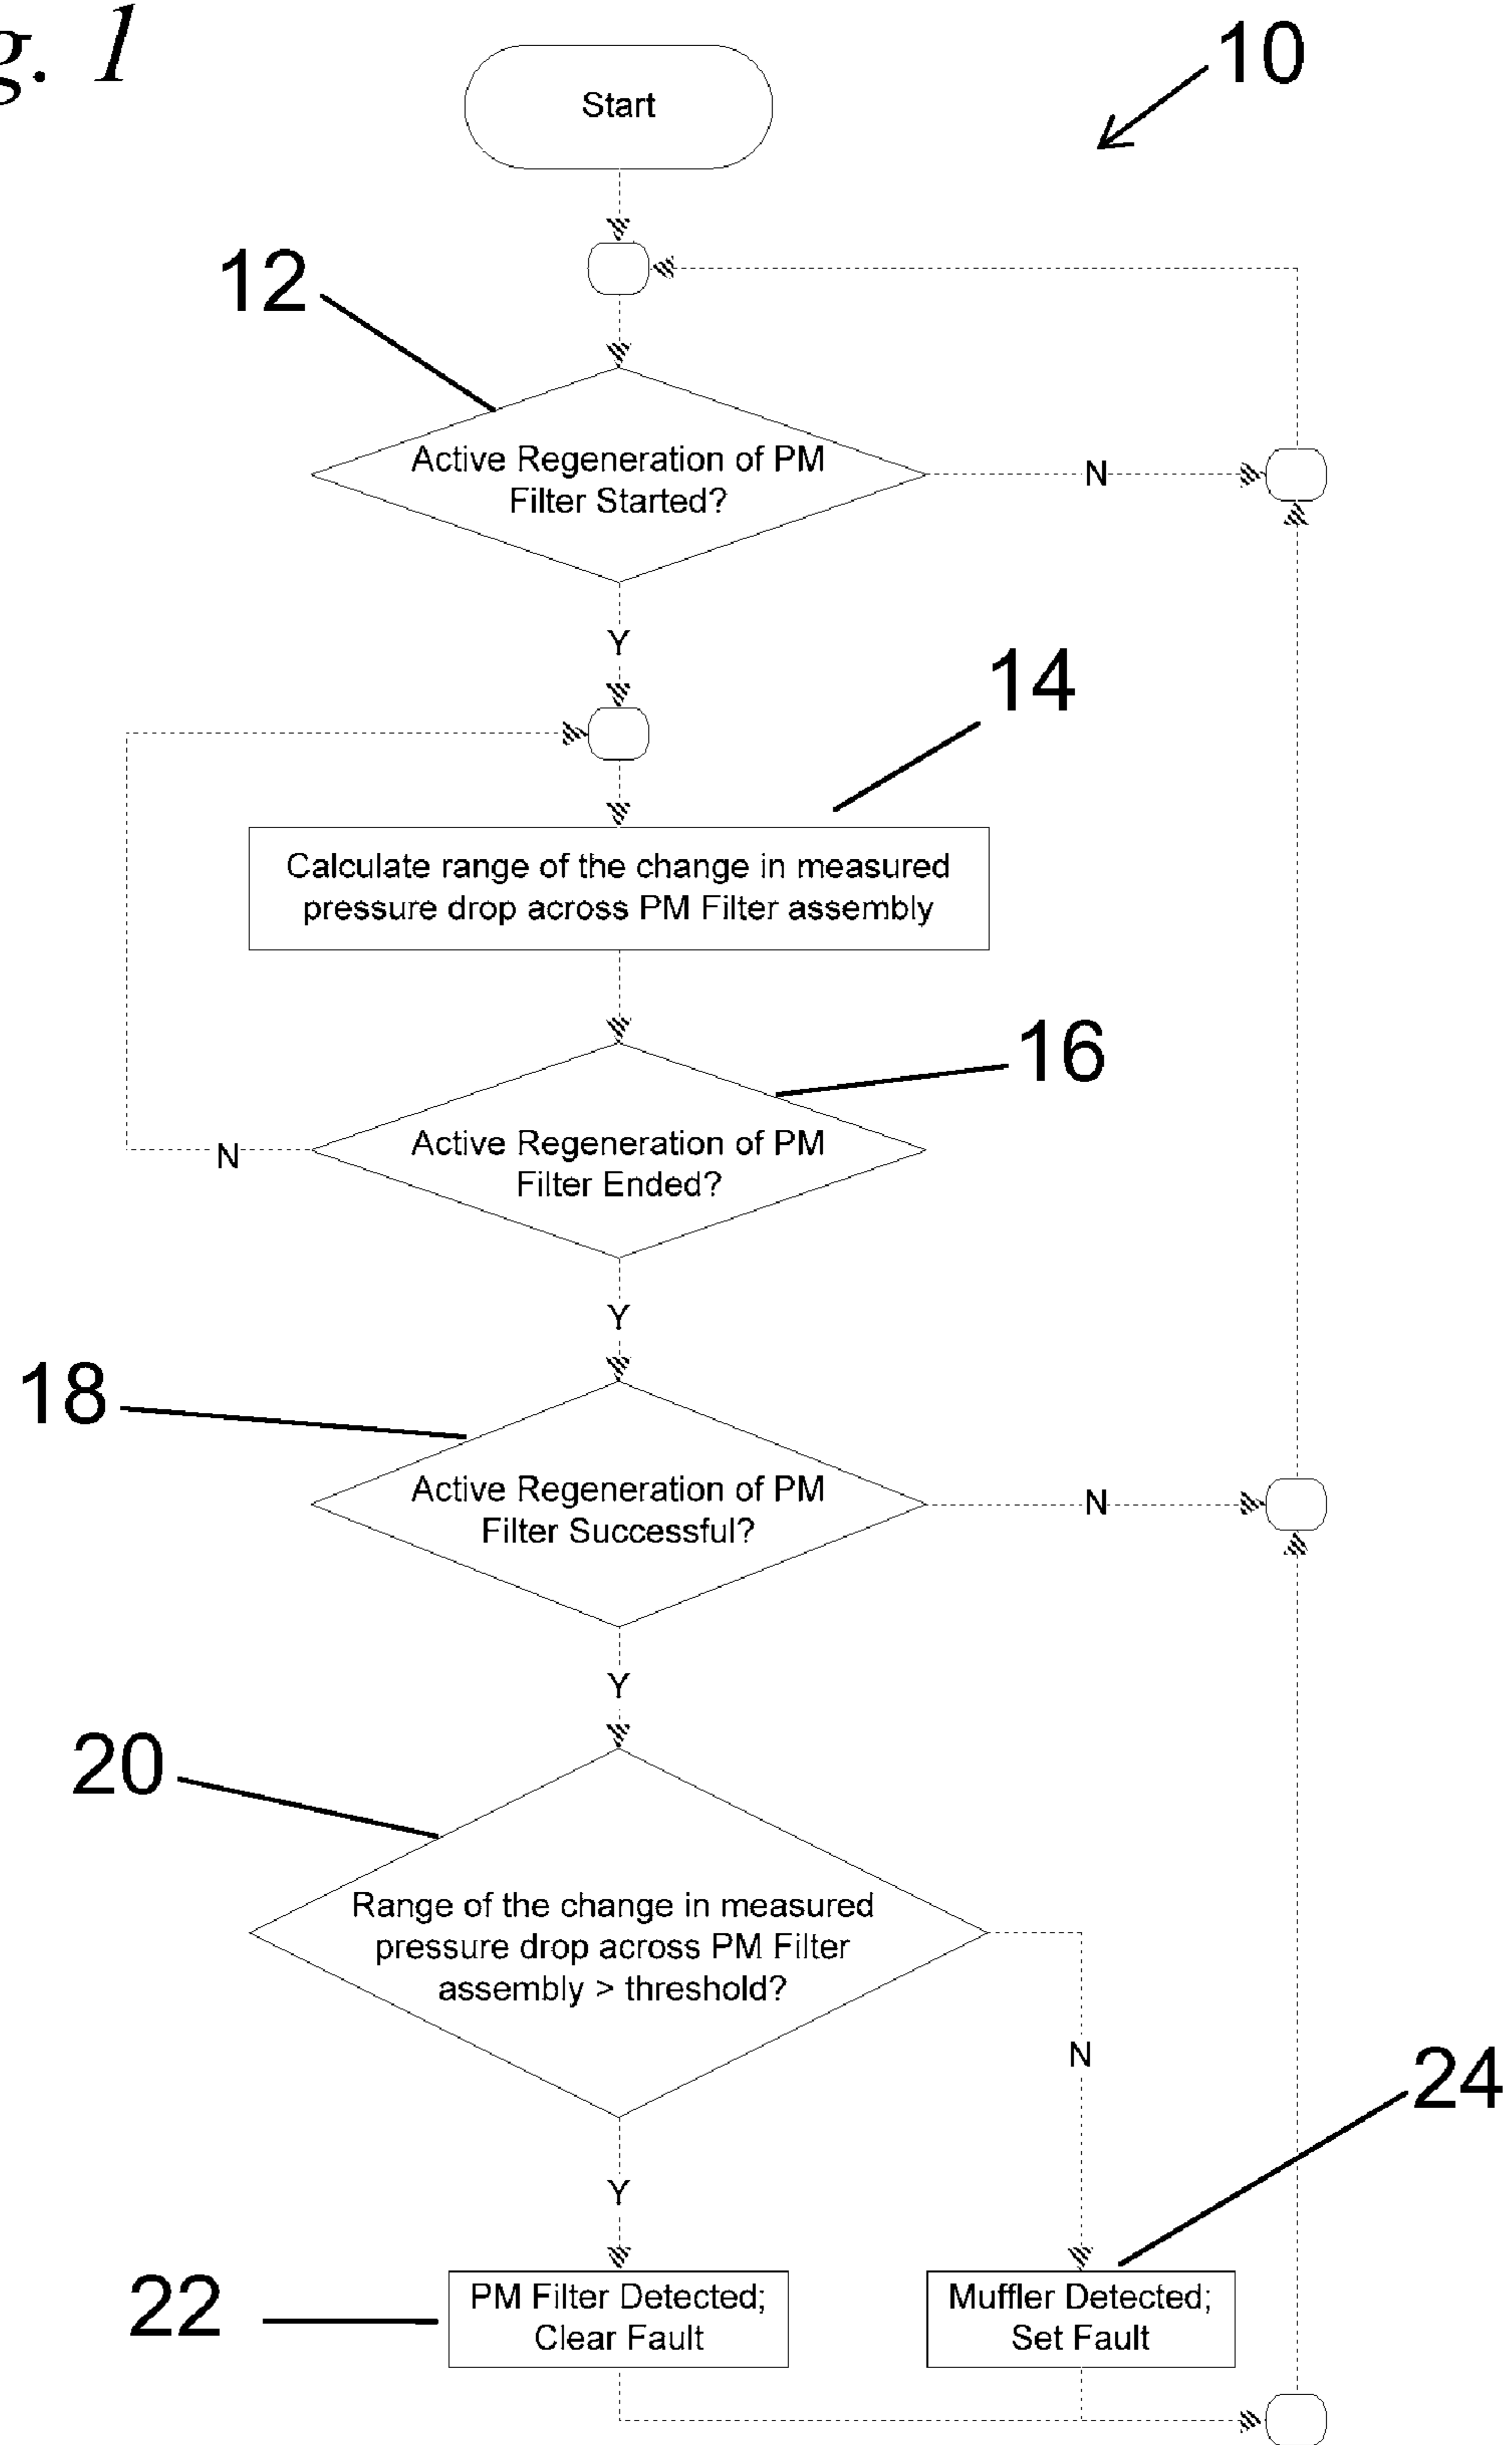 g. 1
10
Start
12
Active Regeneration of PM
Filter Started?
N
Y
14
Calculate range of the change in measured
pressure drop across PM Filter assembly
16
Active Regeneration of PM
Filter Ended?
N
Y
18
Active Regeneration of PM
Filter Successful?
N
Y
20
Range of the change in measured
pressure drop across PM Filter
assembly > threshold?
N
24
Y
22
PM Filter Detected;
Clear Fault
Muffler Detected;
Set Fault